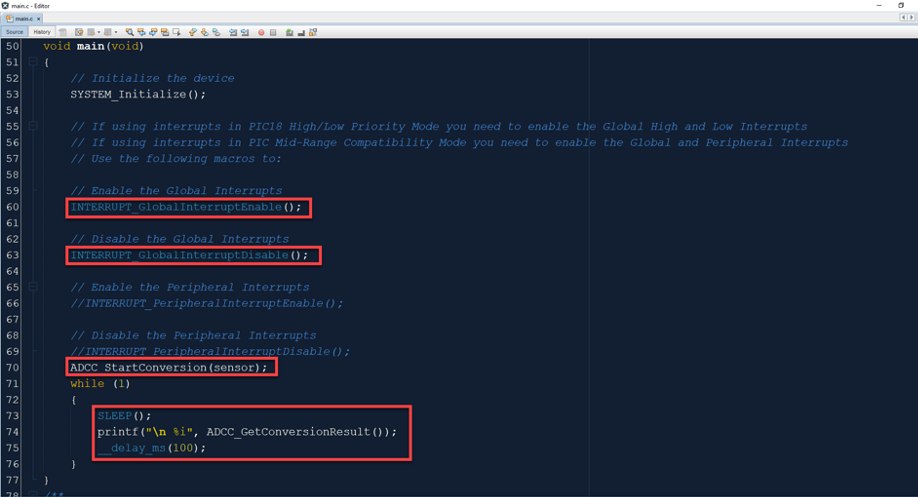 main.c - Editor
main.c
Source History
50 void main(void)
51 {
52 // Initialize the device
53 SYSTEM_Initialize();
54
55 // If using interrupts in PIC18 High/Low Priority Mode you need to enable the Global High and Low Interrupts
56 // If using interrupts in PIC Mid-Range Compatibility Mode you need to enable the Global and Peripheral Interrupts
57 // Use the following macros to:
58
59 // Enable the Global Interrupts
60 INTERRUPT_GlobalInterruptEnable();
61
62 // Disable the Global Interrupts
63 INTERRUPT_GlobalInterruptDisable();
64
65 // Enable the Peripheral Interrupts
66 //INTERRUPT_PeripheralInterruptEnable();
67
68 // Disable the Peripheral Interrupts
69 //INTERRUPT_PeripheralInterruptDisable();
70 ADCC_StartConversion(sensor);
71 while (1)
72 {
73 SLEEP();
74 printf("\n %i", ADCC_GetConversionResult());
75 __delay_ms(100);
76 }
77 }
78 /**